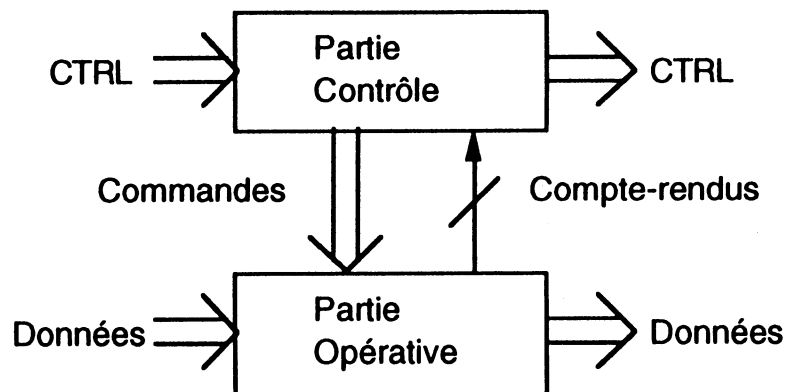 Partie
Contrôle
CTRL
CTRL
Commandes
Compte-rendus
Partie
Opérative
Données
Données